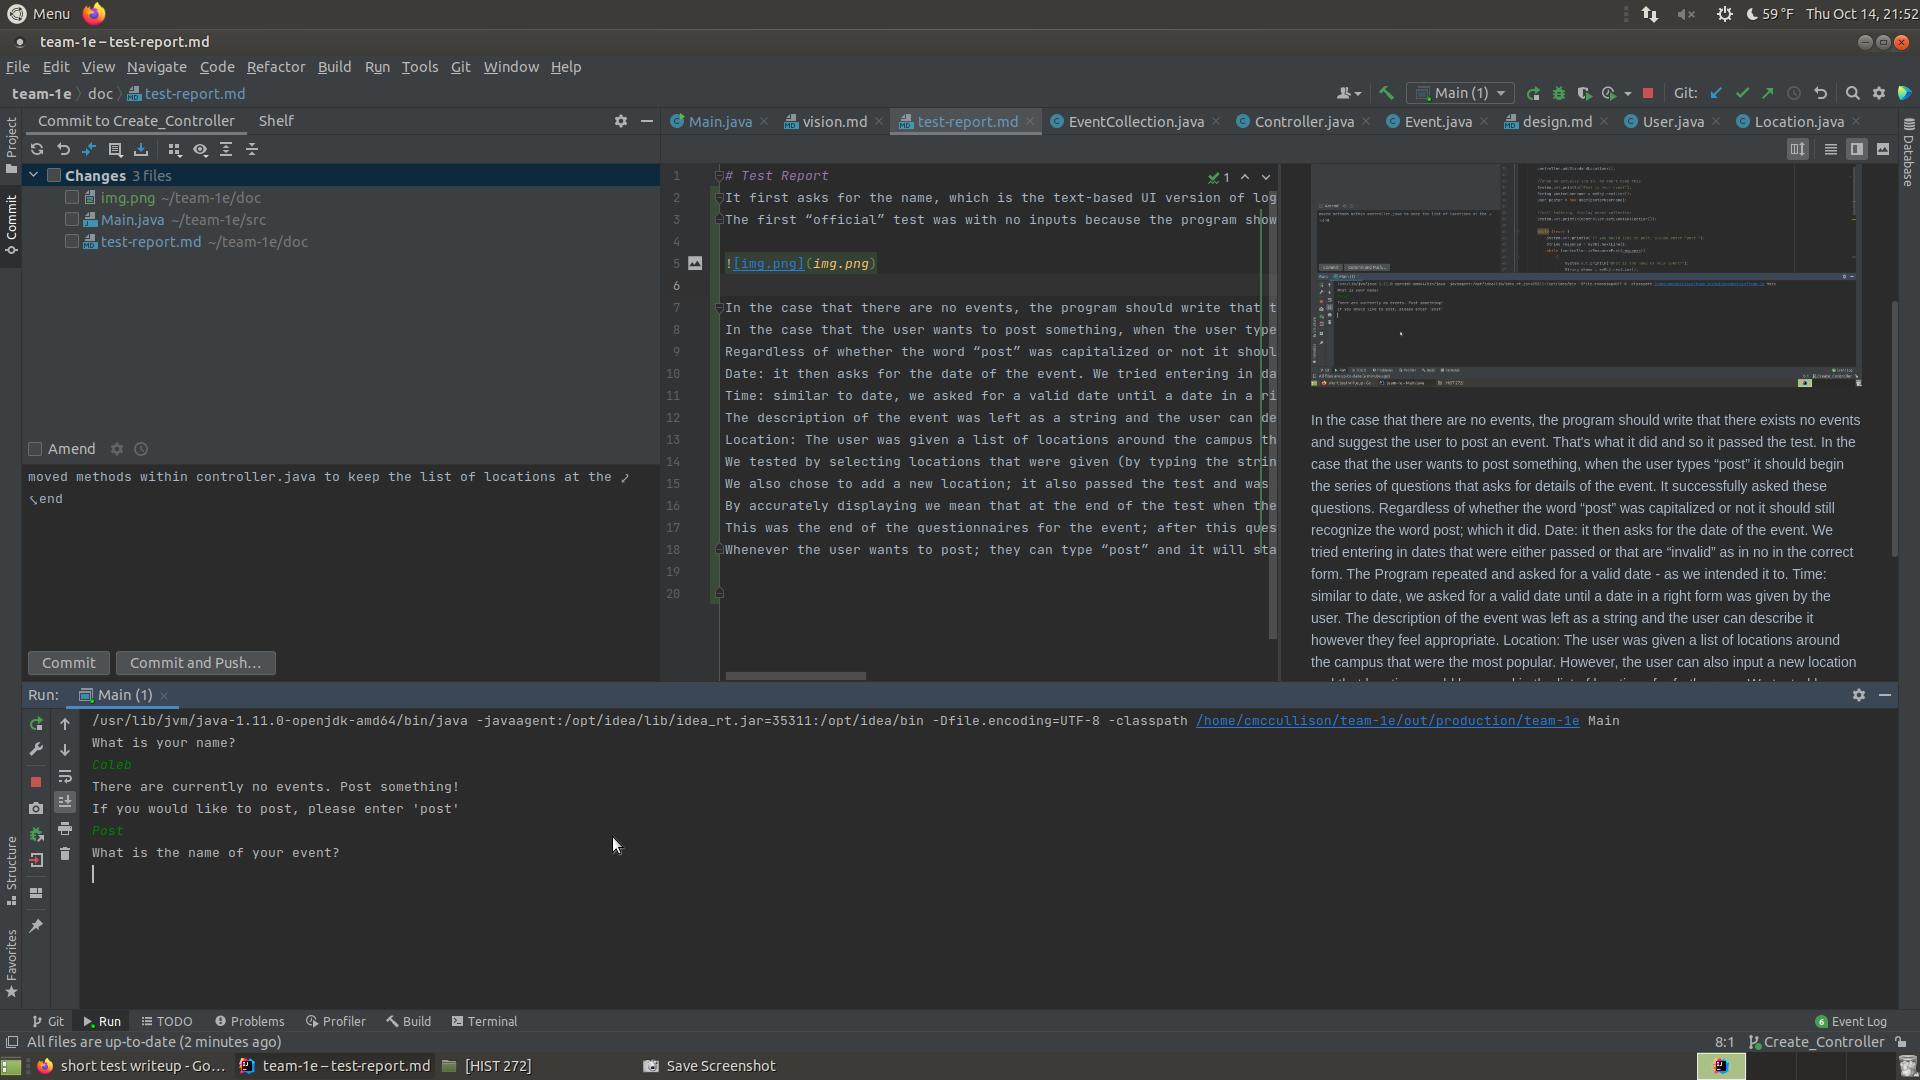 Menu
59 °F Thu Oct 14, 21:52
team-1e – test-report.md
File Edit View Navigate Code Refactor Build Run Tools Git Window Help
team-1e doc test-report.md
Main (1) Git:
Commit to Create_Controller Shelf
Main.java vision.md test-report.md EventCollection.java Controller.java Event.java design.md User.java Location.java
Project
Commit
Structure
Favorites
Database
Changes 3 files
img.png ~/team-1e/doc
Main.java ~/team-1e/src
test-report.md ~/team-1e/doc
Amend
moved methods within controller.java to keep the list of locations at the
end
Commit Commit and Push...
1 # Test Report
1
2 It first asks for the name, which is the text-based UI version of log
3 The first “official” test was with no inputs because the program show
4
5 ![img.png](img.png)
6
7 In the case that there are no events, the program should write that t
8 In the case that the user wants to post something, when the user type
9 Regardless of whether the word “post” was capitalized or not it shoul
10 Date: it then asks for the date of the event. We tried entering in da
11 Time: similar to date, we asked for a valid date until a date in a ri
12 The description of the event was left as a string and the user can de
13 Location: The user was given a list of locations around the campus th
14 We tested by selecting locations that were given (by typing the strin
15 We also chose to add a new location; it also passed the test and was
16 By accurately displaying we mean that at the end of the test when the
17 This was the end of the questionnaires for the event; after this ques
18 Whenever the user wants to post; they can type “post” and it will sta
19
20
In the case that there are no events, the program should write that there exists no events
and suggest the user to post an event. That's what it did and so it passed the test. In the
case that the user wants to post something, when the user types “post” it should begin
the series of questions that asks for details of the event. It successfully asked these
questions. Regardless of whether the word “post” was capitalized or not it should still
recognize the word post; which it did. Date: it then asks for the date of the event. We
tried entering in dates that were either passed or that are “invalid” as in no in the correct
form. The Program repeated and asked for a valid date - as we intended it to. Time:
similar to date, we asked for a valid date until a date in a right form was given by the
user. The description of the event was left as a string and the user can describe it
however they feel appropriate. Location: The user was given a list of locations around
the campus that were the most popular. However, the user can also input a new location
Run: Main (1)
/usr/lib/jvm/java-1.11.0-openjdk-amd64/bin/java -javaagent:/opt/idea/lib/idea_rt.jar=35311:/opt/idea/bin -Dfile.encoding=UTF-8 -classpath /home/cmccullison/team-1e/out/production/team-1e Main
What is your name?
Caleb
There are currently no events. Post something!
If you would like to post, please enter 'post'
Post
What is the name of your event?
Git Run TODO Problems Profiler Build Terminal 6 Event Log
All files are up-to-date (2 minutes ago) 8:1 Create_Controller
short test writeup - Go... team-1e – test-report.md [HIST 272] Save Screenshot